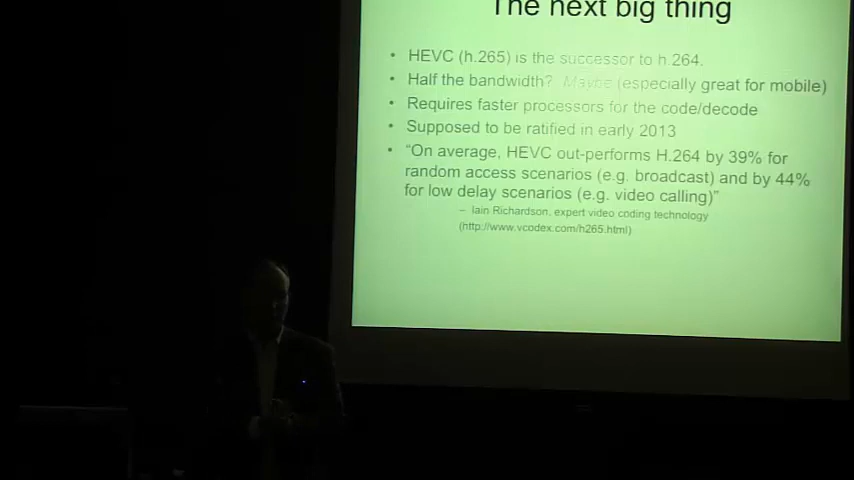 The next big thing
• HEVC (h.265) is the successor to h.264.
• Half the bandwidth? Maybe (especially great for mobile)
• Requires faster processors for the code/decode
• Supposed to be ratified in early 2013
• "On average, HEVC out-performs H.264 by 39% for
random access scenarios (e.g. broadcast) and by 44%
for low delay scenarios (e.g. video calling)"
– Iain Richardson, expert video coding technology
(http://www.vcodex.com/h265.html)